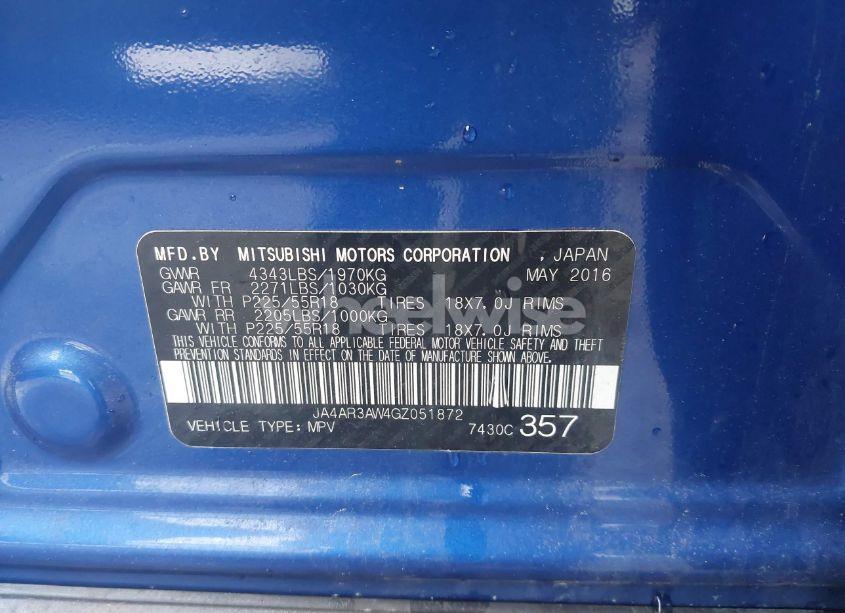 MFD.BY MITSUBISHI MOTORS CORPORATION , JAPAN
GVWR 4343LBS/1970KG MAY 2016
GAWR FR 2271LBS/1030KG
WITH P225/55R18 TIRES 18X7.0J RIMS
GAWR RR 2205LBS/1000KG
WITH P225/55R18 TIRES 18X7.0J RIMS
THIS VEHICLE CONFORMS TO ALL APPLICABLE FEDERAL MOTOR VEHICLE SAFETY AND THEFT
PREVENTION STANDARDS IN EFFECT ON THE DATE OF MANUFACTURE SHOWN ABOVE.
JA4AR3AW4GZ051872
VEHICLE TYPE: MPV 7430C 357